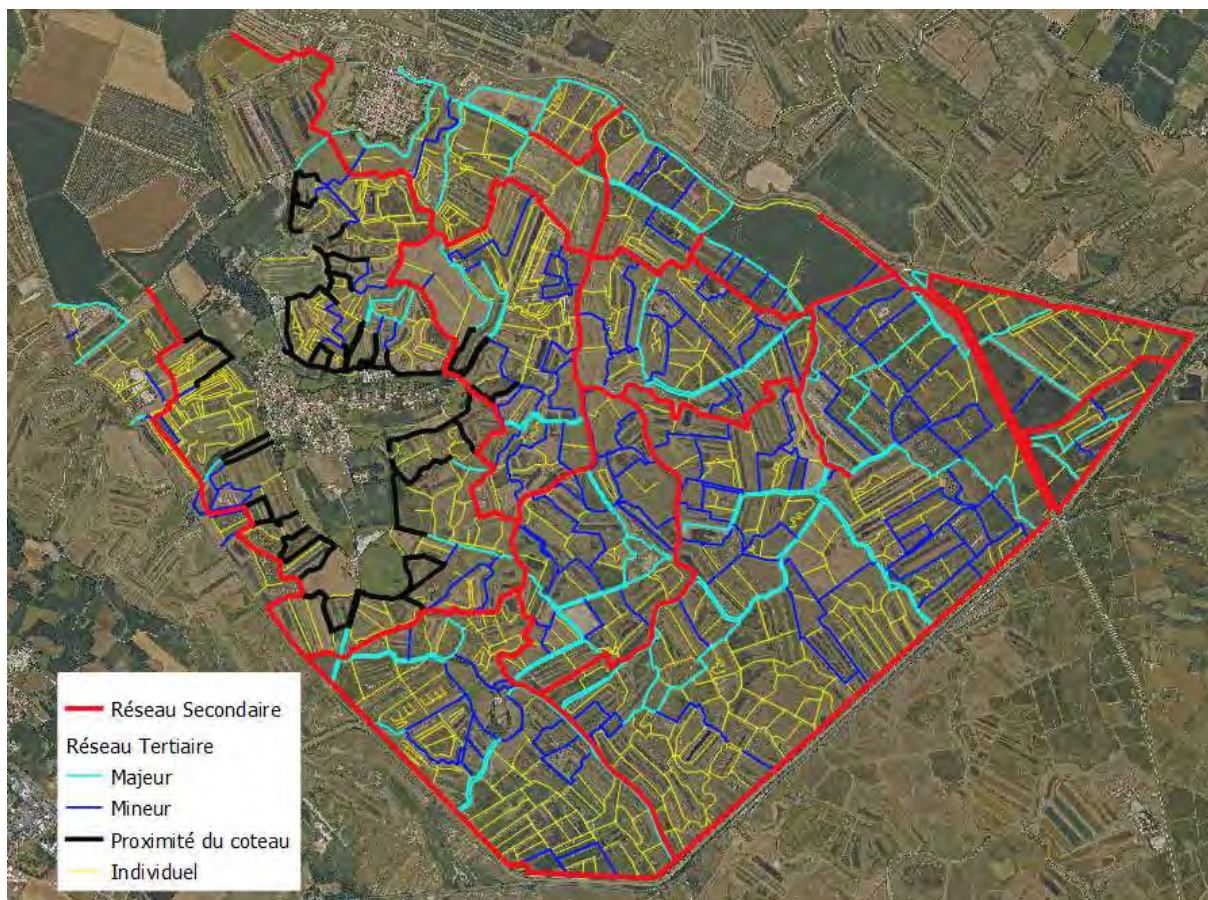 Réseau Secondaire
Réseau Tertiaire
Majeur
Mineur
Proximité du coteau
Individuel